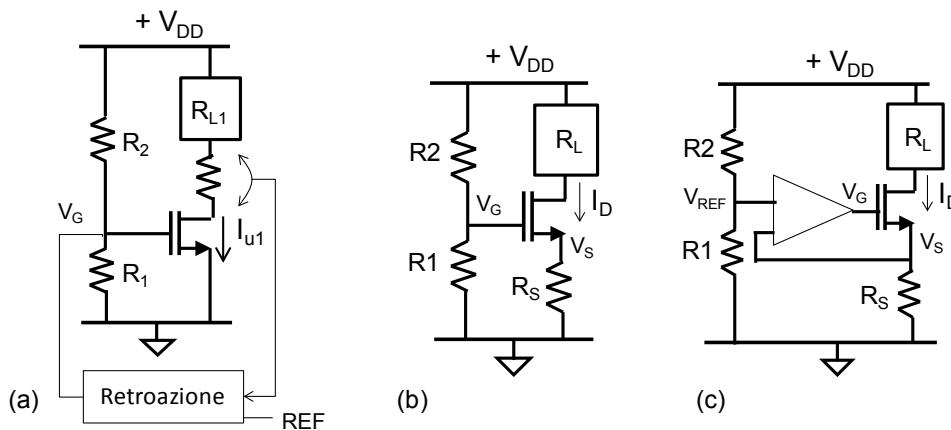 + V_DD
R_L1
R_2
V_G
I_u1
R_1
Retroazione
REF
(a)
+ V_DD
R_L
R2
V_G
I_D
V_S
R1
R_S
(b)
+ V_DD
R_L
R2
V_REF
V_G
I_D
R1
V_S
R_S
(c)